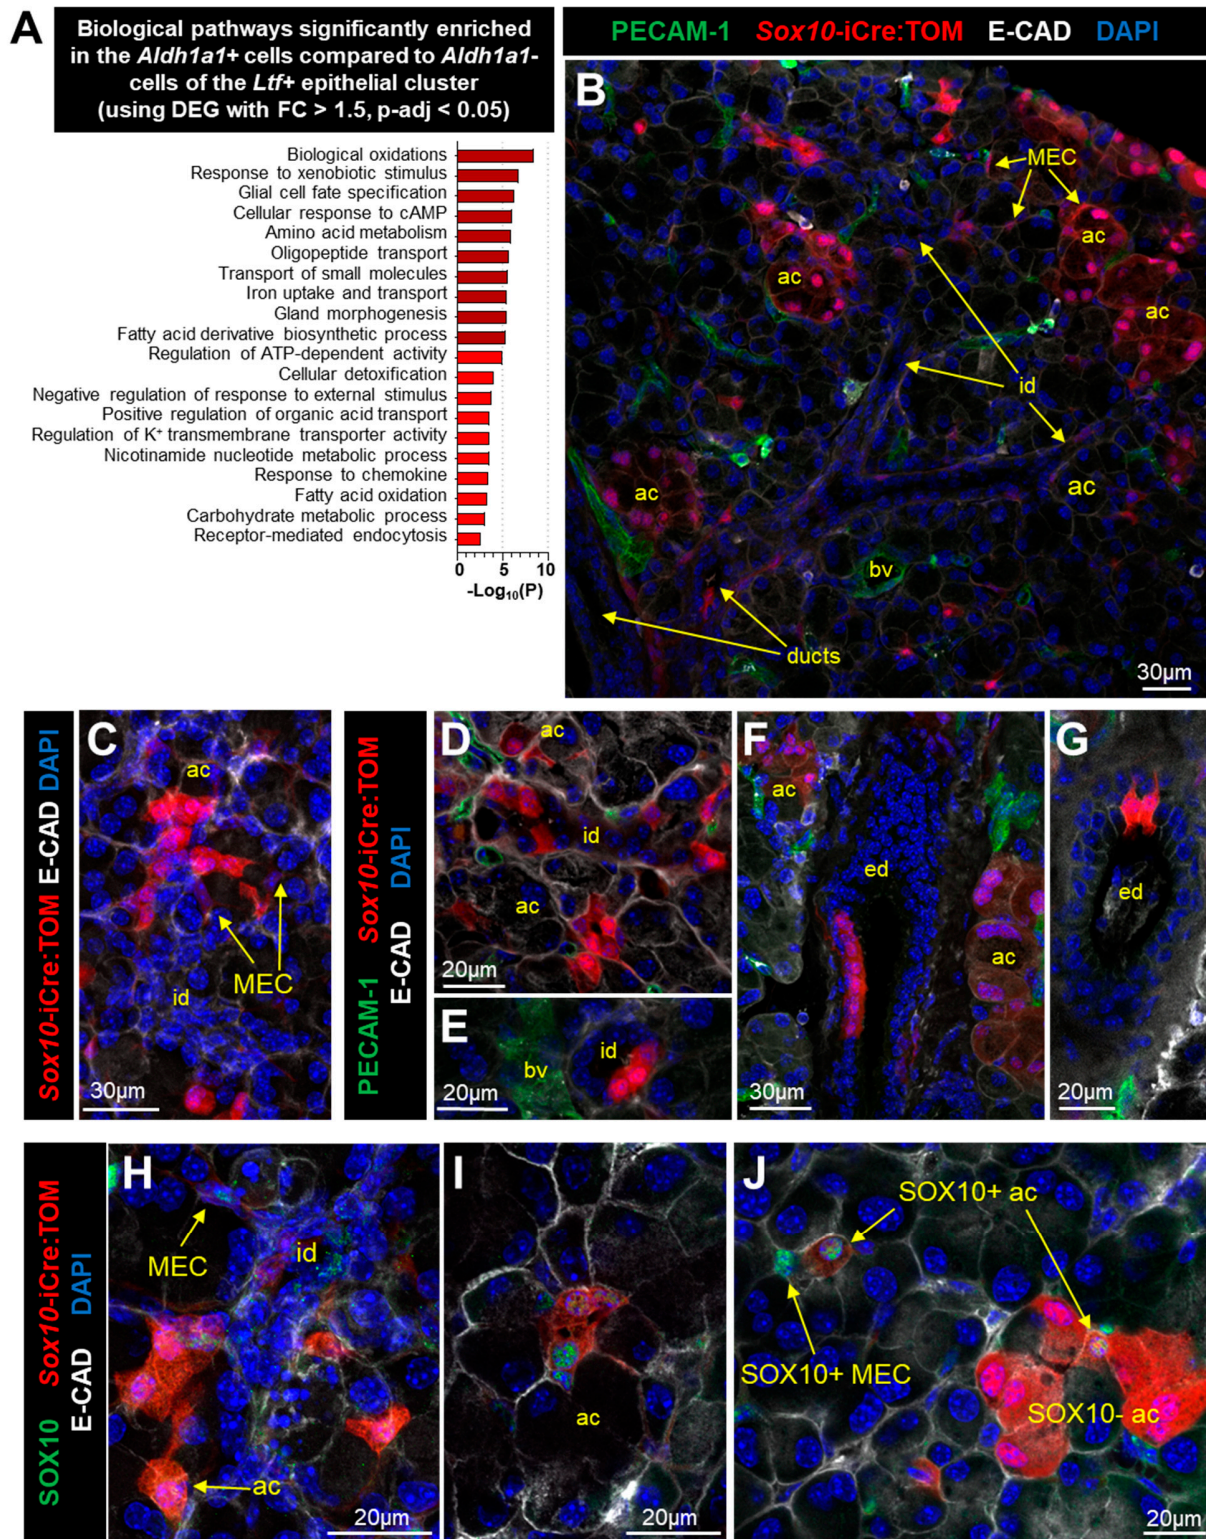 A
Biological pathways significantly enriched
in the Aldh1a1+ cells compared to Aldh1a1-
cells of the Ltf+ epithelial cluster
(using DEG with FC > 1.5, p-adj < 0.05)
Biological oxidations
Response to xenobiotic stimulus
Glial cell fate specification
Cellular response to cAMP
Amino acid metabolism
Oligopeptide transport
Transport of small molecules
Iron uptake and transport
Gland morphogenesis
Fatty acid derivative biosynthetic process
Regulation of ATP-dependent activity
Cellular detoxification
Negative regulation of response to external stimulus
Positive regulation of organic acid transport
Regulation of K⁺ transmembrane transporter activity
Nicotinamide nucleotide metabolic process
Response to chemokine
Fatty acid oxidation
Carbohydrate metabolic process
Receptor-mediated endocytosis
0 5 10
-Log₁₀(P)
PECAM-1 Sox10-iCre:TOM E-CAD DAPI
B
MEC
ac
ac
ac
id
ac
ac
bv
ducts
30µm
Sox10-iCre:TOM E-CAD DAPI
C
ac
MEC
id
30µm
PECAM-1 Sox10-iCre:TOM
E-CAD DAPI
D
ac
id
ac
20µm
E
id
bv
20µm
F
ac
ed
ac
30µm
G
ed
20µm
SOX10 Sox10-iCre:TOM
E-CAD DAPI
H
MEC
id
ac
20µm
I
ac
20µm
J
SOX10+ ac
SOX10+ MEC
SOX10- ac
20µm